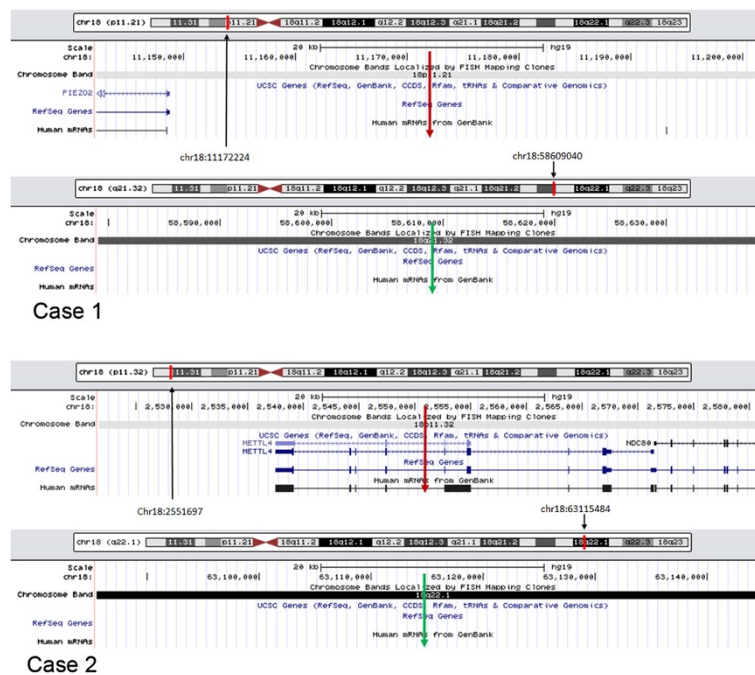 chr18 (p11.21) 11.31 p11.21 18q11.2 18q12.1 q12.2 18q12.3 q21.1 18q21.2 18q22.1 q22.3 18q23
Scale 20 kb hg19
chr18: 11,150,000 11,160,000 11,170,000 11,180,000 11,190,000 11,200,000
Chromosome Bands Localized by FISH Mapping Clones
Chromosome Band 18p11.21
UCSC Genes (RefSeq, GenBank, CCDS, Rfam, tRNAs & Comparative Genomics)
PIEZO2
RefSeq Genes
RefSeq Genes
Human mRNAs from GenBank
Human mRNAs
chr18:11172224
chr18:58609040
chr18 (q21.32) 11.31 p11.21 18q11.2 18q12.1 q12.2 18q12.3 q21.1 18q21.2 18q22.1 q22.3 18q23
Scale 20 kb hg19
chr18: 58,590,000 58,600,000 58,610,000 58,620,000 58,630,000
Chromosome Bands Localized by FISH Mapping Clones
Chromosome Band 18q21.32
UCSC Genes (RefSeq, GenBank, CCDS, Rfam, tRNAs & Comparative Genomics)
RefSeq Genes
RefSeq Genes
Human mRNAs from GenBank
Human mRNAs
Case 1
chr18 (p11.32) 11.31 p11.21 18q11.2 18q12.1 q12.2 18q12.3 q21.1 18q21.2 18q22.1 q22.3 18q23
Scale 20 kb hg19
chr18: 2,530,000 2,535,000 2,540,000 2,545,000 2,550,000 2,555,000 2,560,000 2,565,000 2,570,000 2,575,000 2,580,000
Chromosome Bands Localized by FISH Mapping Clones
Chromosome Band 18p11.32
UCSC Genes (RefSeq, GenBank, CCDS, Rfam, tRNAs & Comparative Genomics)
METTL4 NDC80
METTL4
RefSeq Genes
RefSeq Genes
Human mRNAs from GenBank
Human mRNAs
Chr18:2551697
chr18:63115484
chr18 (q22.1) 11.31 p11.21 18q11.2 18q12.1 q12.2 18q12.3 q21.1 18q21.2 18q22.1 q22.3 18q23
Scale 20 kb hg19
chr18: 63,100,000 63,110,000 63,120,000 63,130,000 63,140,000
Chromosome Bands Localized by FISH Mapping Clones
Chromosome Band 18q22.1
UCSC Genes (RefSeq, GenBank, CCDS, Rfam, tRNAs & Comparative Genomics)
RefSeq Genes
RefSeq Genes
Human mRNAs from GenBank
Human mRNAs
Case 2